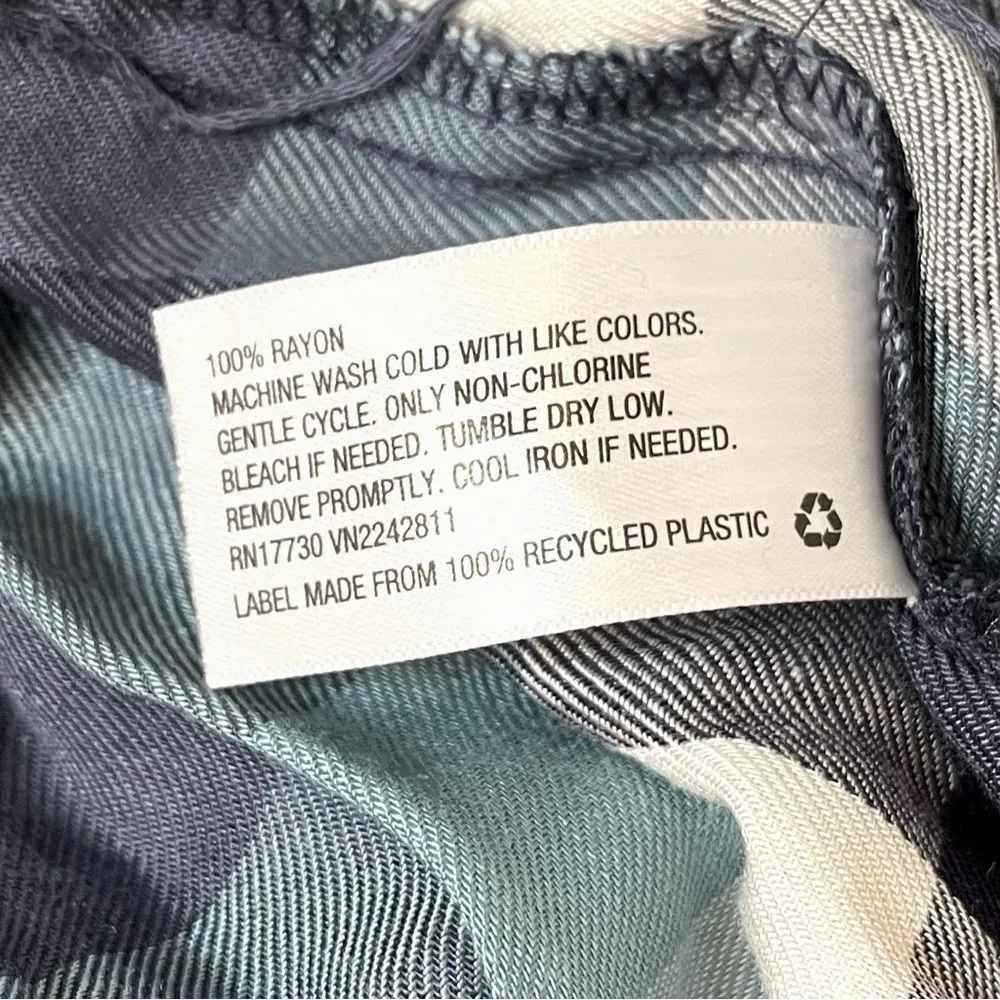 100% RAYON
MACHINE WASH COLD WITH LIKE COLORS.
GENTLE CYCLE. ONLY NON-CHLORINE
BLEACH IF NEEDED. TUMBLE DRY LOW.
REMOVE PROMPTLY. COOL IRON IF NEEDED.
RN17730 VN2242811
LABEL MADE FROM 100% RECYCLED PLASTIC